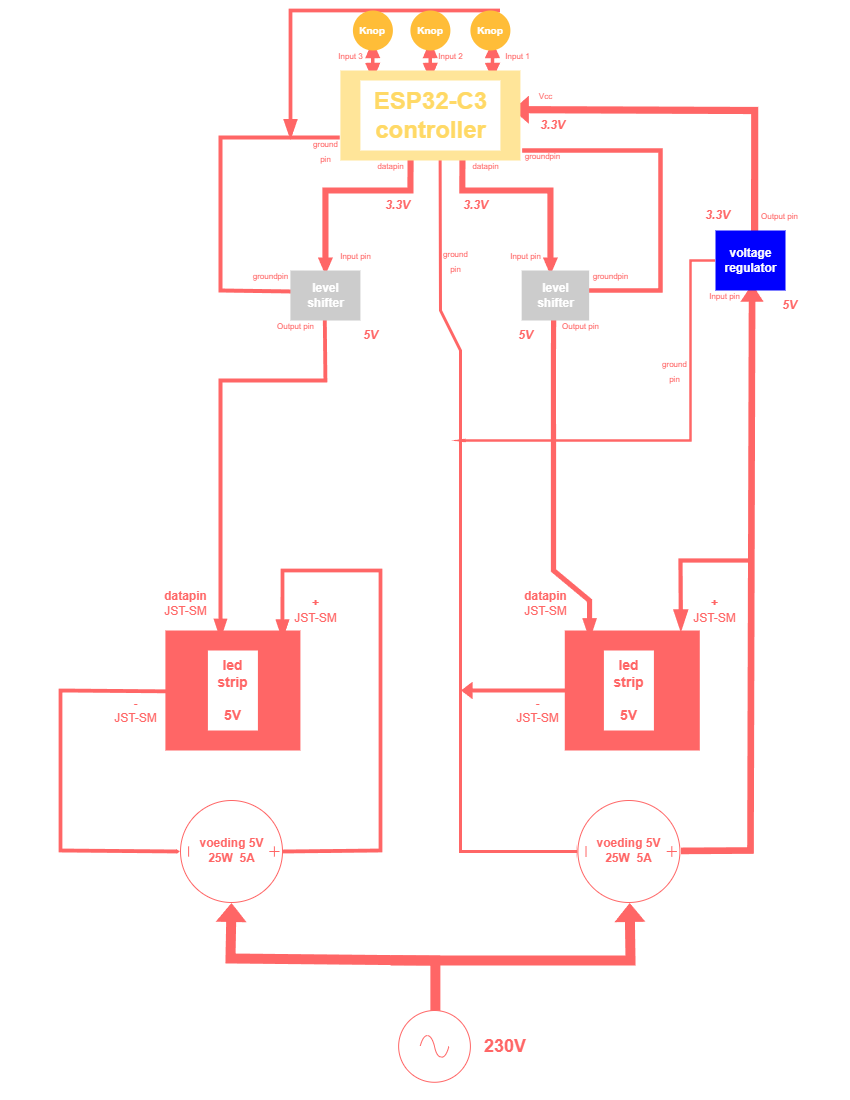 Knop Knop Knop
Input 3 Input 2 Input 1
ESP32-C3
controller
Vcc
3.3V
ground
pin
datapin datapin
groundpin
3.3V 3.3V
3.3V
Output pin
voltage
regulator
Input pin
5V
Input pin
ground
pin
Input pin
groundpin
level
shifter
groundpin
level
shifter
Output pin
5V
5V
Output pin
ground
pin
datapin
JST-SM
+
JST-SM
datapin
JST-SM
+
JST-SM
led
strip
5V
led
strip
5V
-
JST-SM
-
JST-SM
voeding 5V
25W 5A
| +
voeding 5V
25W 5A
| +
230V